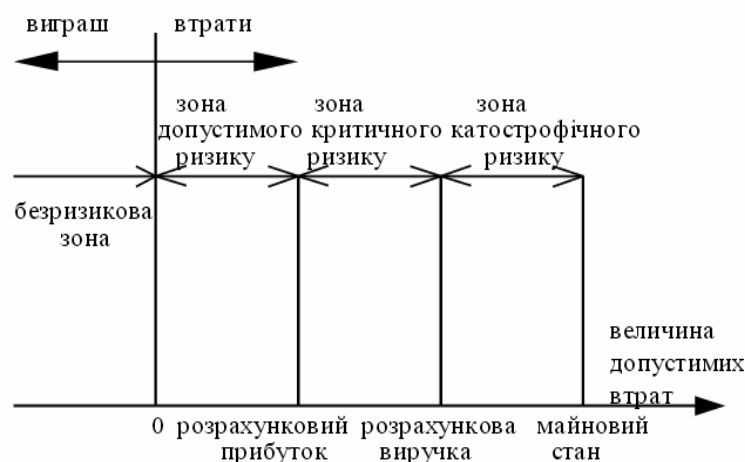 виграш
втрати
зона допустимого ризику
зона критичного ризику
зона катострофічного ризику
безризикова
зона
величина
допустимих
втрат
0
розрахунковий
прибуток
розрахункова
виручка
майновий
стан